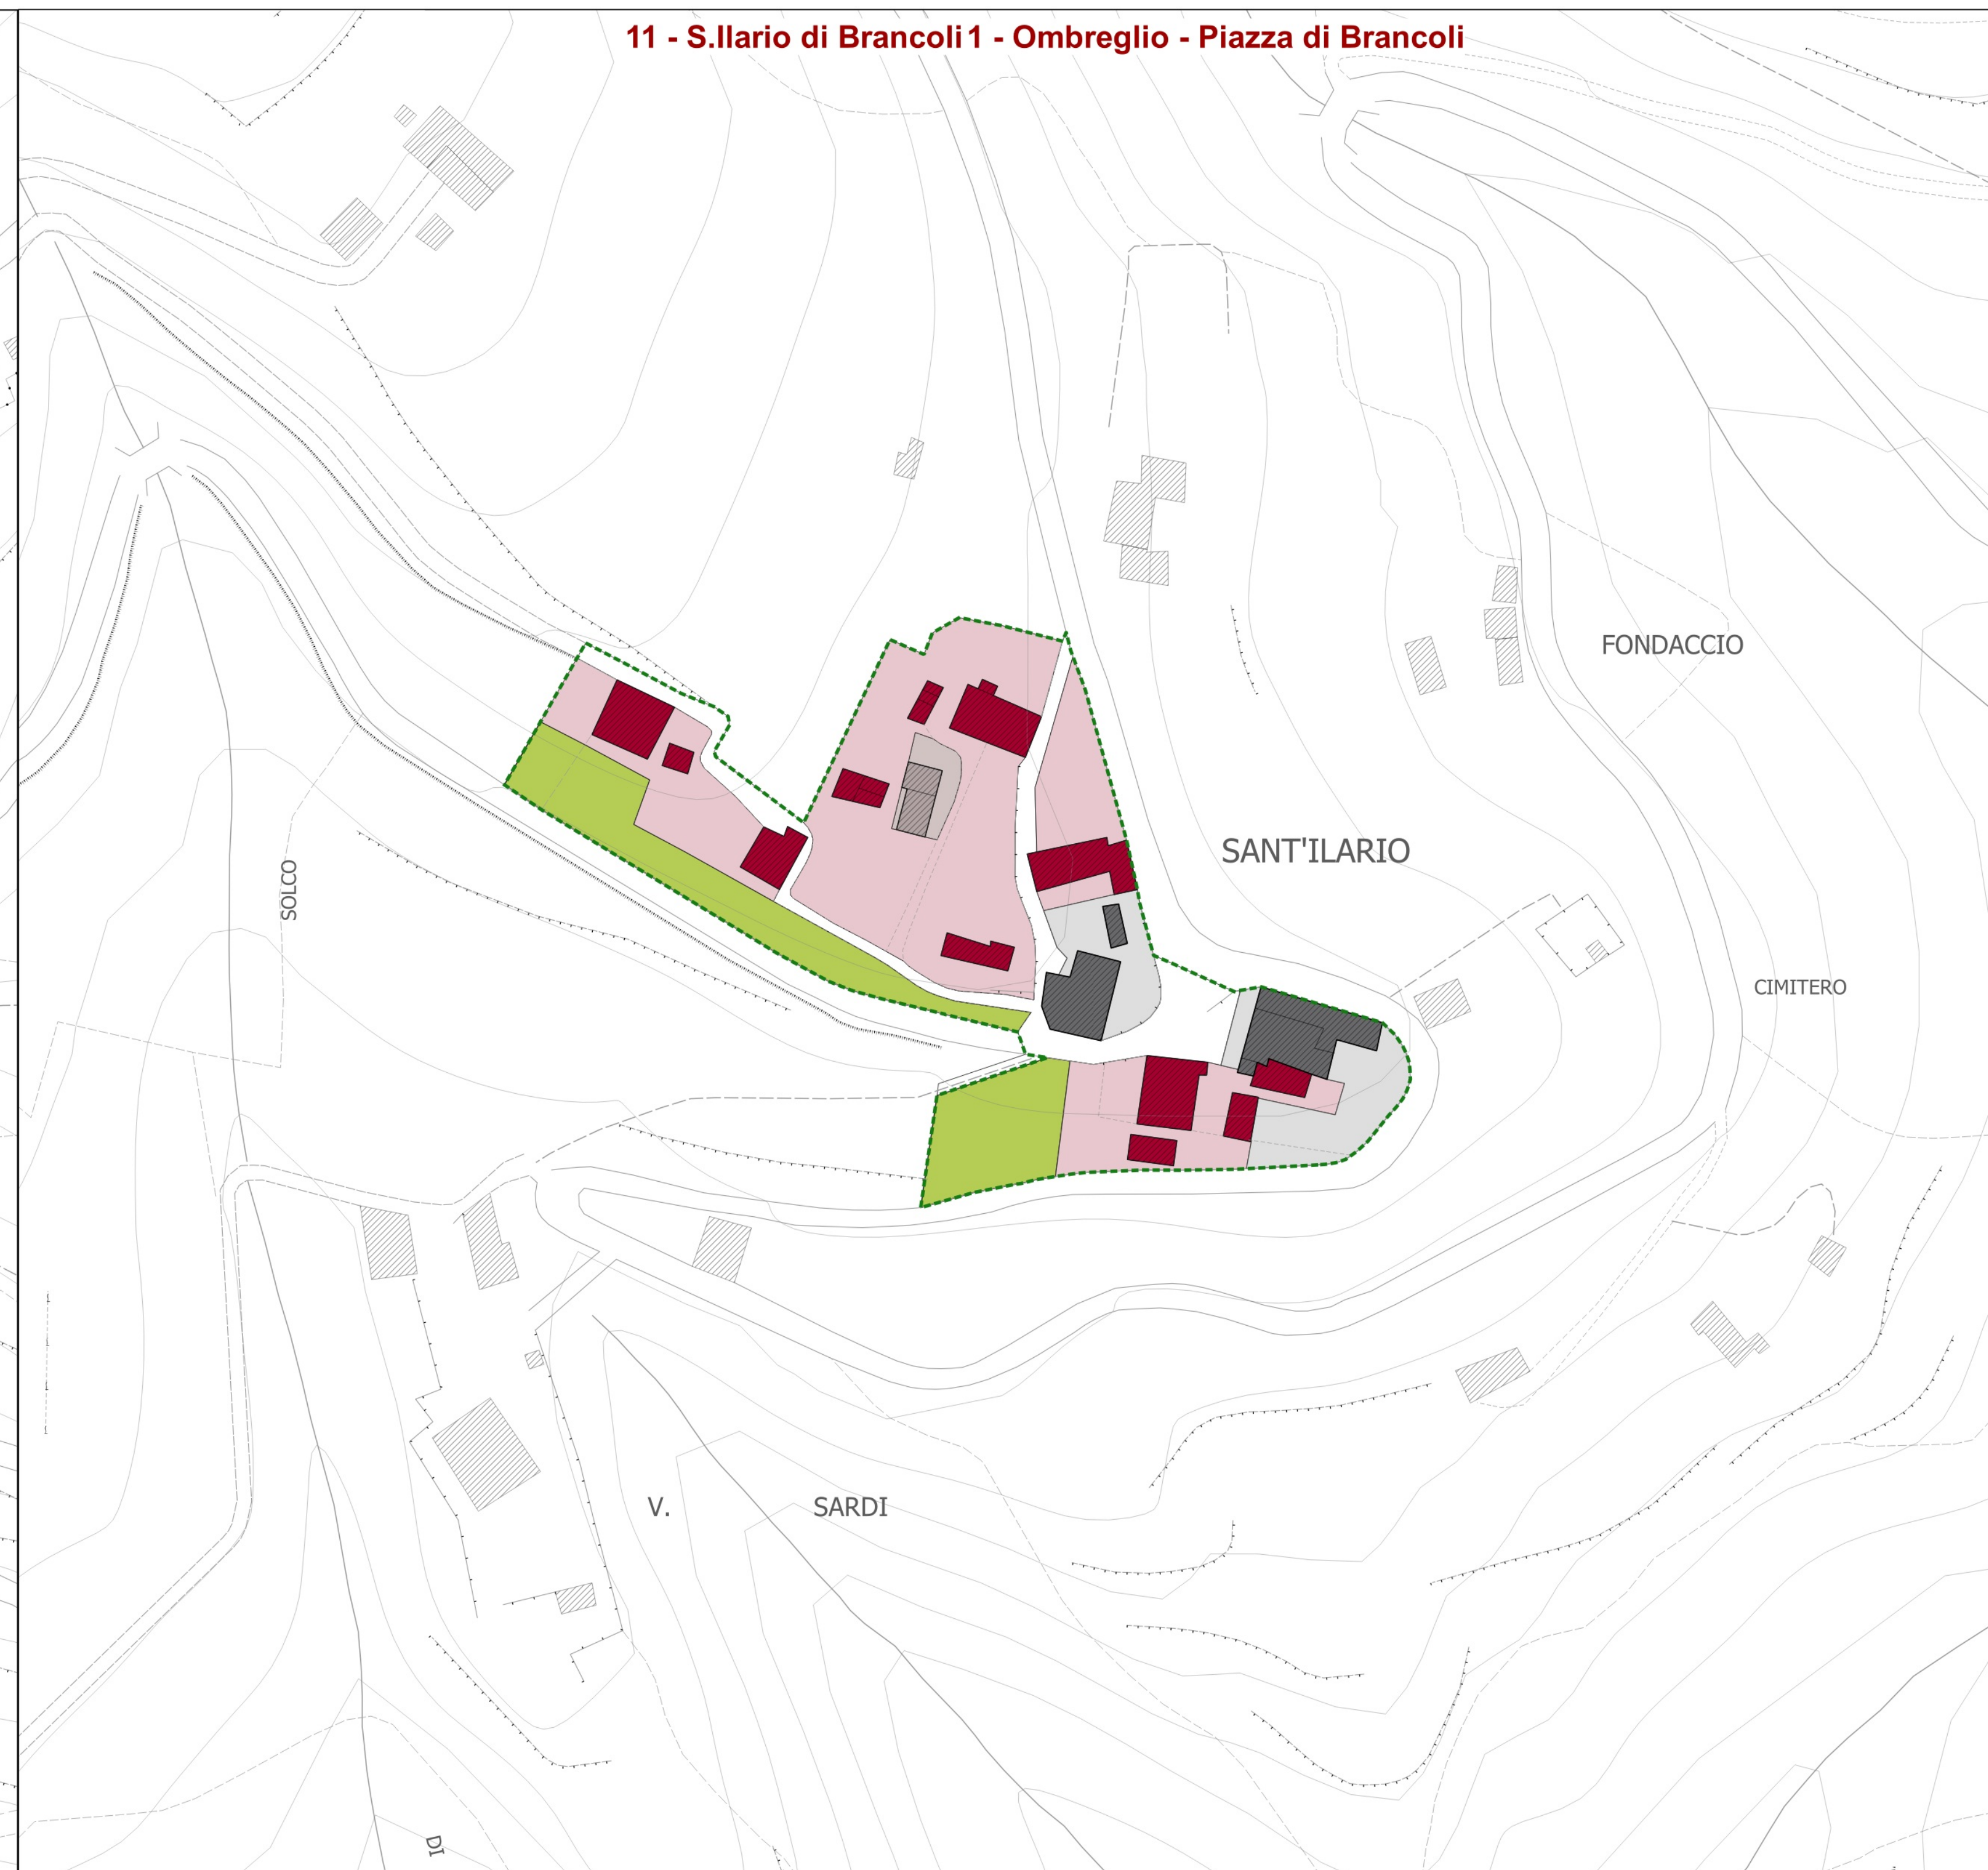 11 - S.Ilario di Brancoli 1 - Ombreglio - Piazza di Brancoli
FONDACCIO
SANT'ILARIO
SOLCO
CIMITERO
V. SARDI
DI